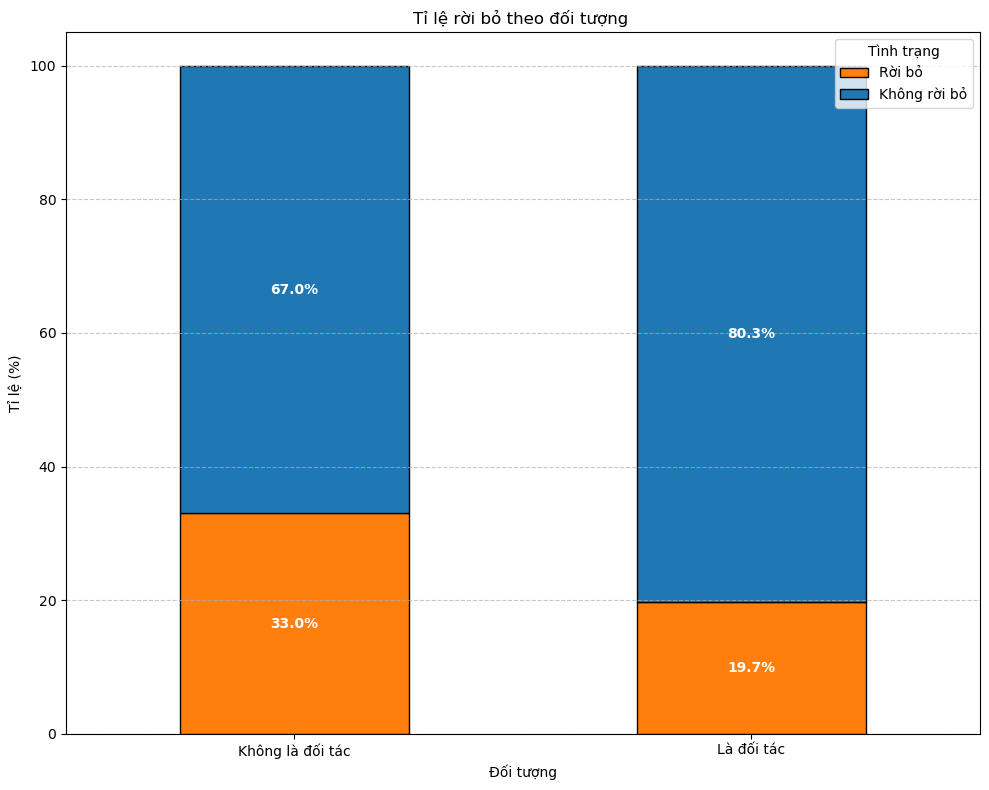 Tỉ lệ rời bỏ theo đối tượng
Tình trạng
Rời bỏ
Không rời bỏ
Tỉ lệ (%)
100
80
60
40
20
0
67.0%
33.0%
80.3%
19.7%
Không là đối tác
Là đối tác
Đối tượng